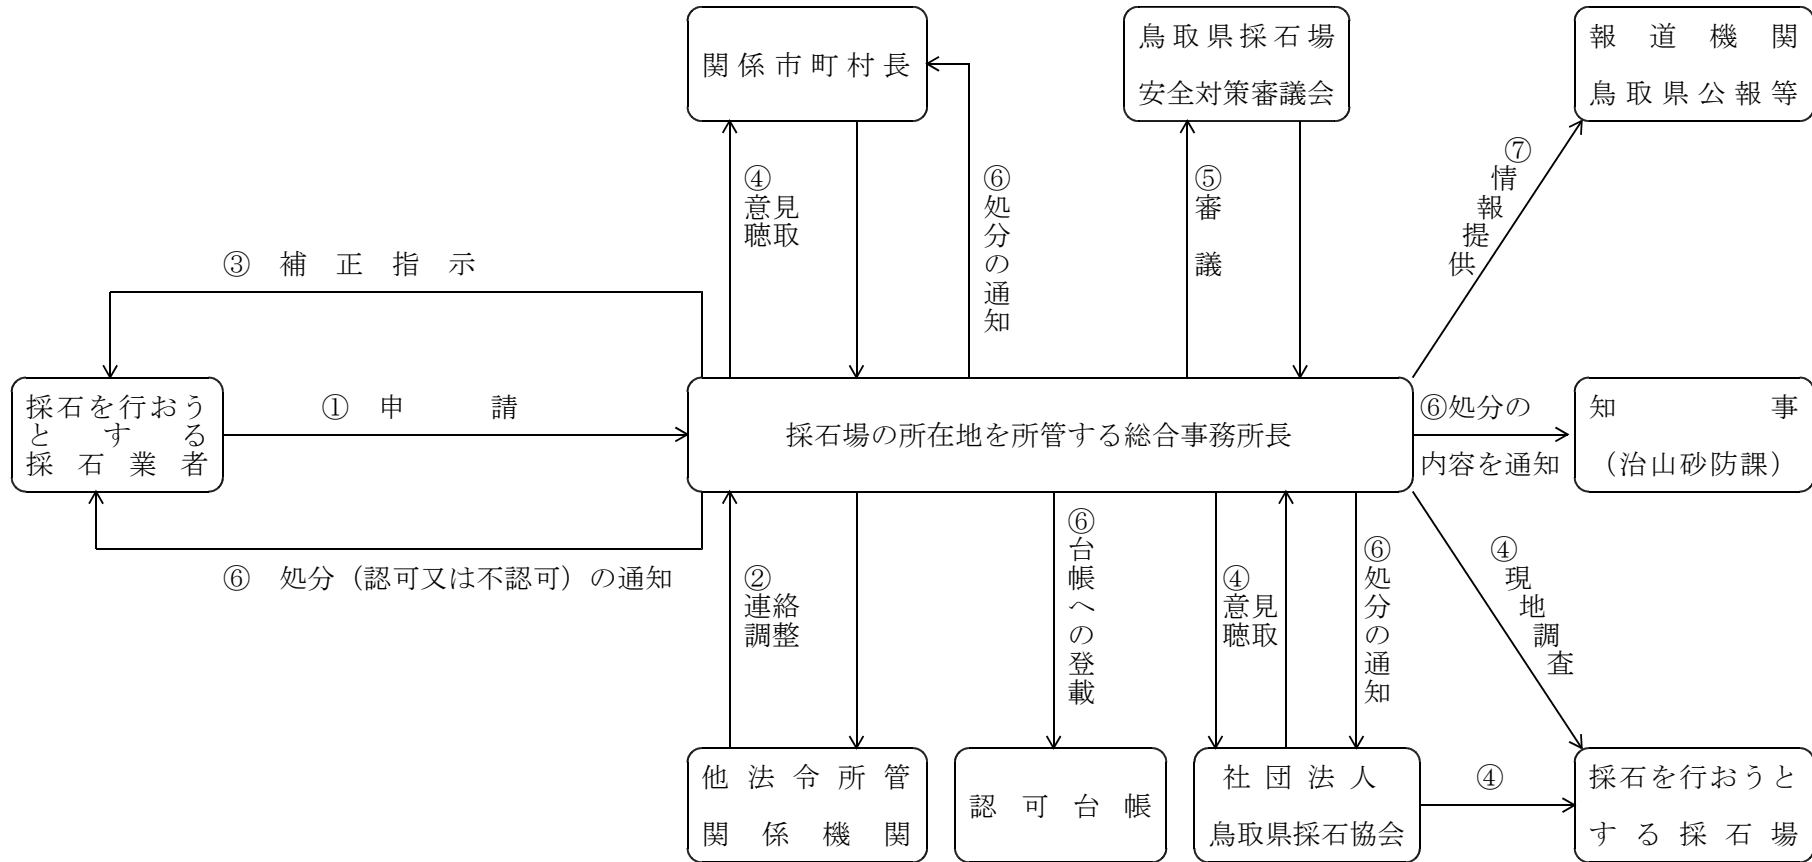 関係市町村長
鳥取県採石場
安全対策審議会
報道機関
鳥取県公報等
④
意見
聴取
⑥処分の通知
⑤審議
⑦情報提供
③ 補正指示
採石を行おう
とする
採石業者
① 申請
採石場の所在地を所管する総合事務所長
⑥処分の
内容を通知
知事
（治山砂防課）
⑥ 処分（認可又は不認可）の通知
②
連絡
調整
⑥台帳への登載
④
意見
聴取
⑥処分の通知
④現地調査
他法令所管
関係機関
認可台帳
社団法人
鳥取県採石協会
④
採石を行おうと
する採石場